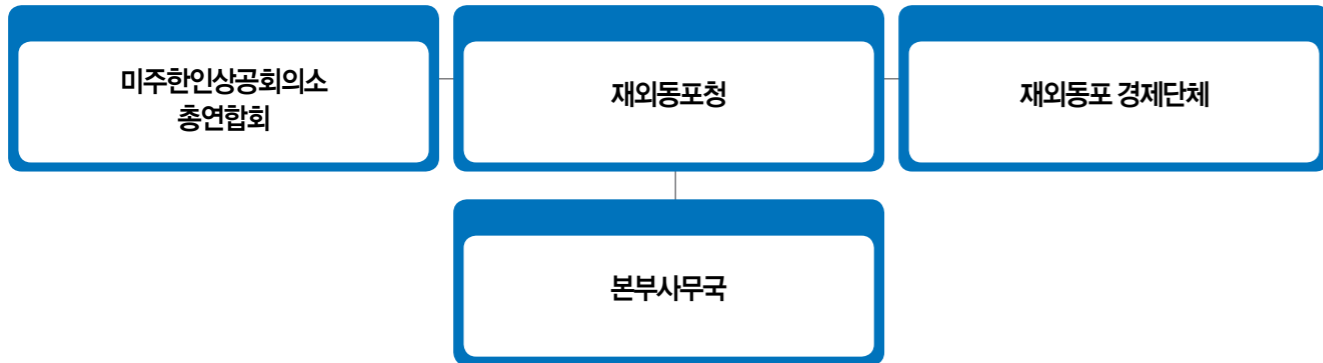 미주한인상공회의소
총연합회
재외동포청
재외동포 경제단체
본부사무국